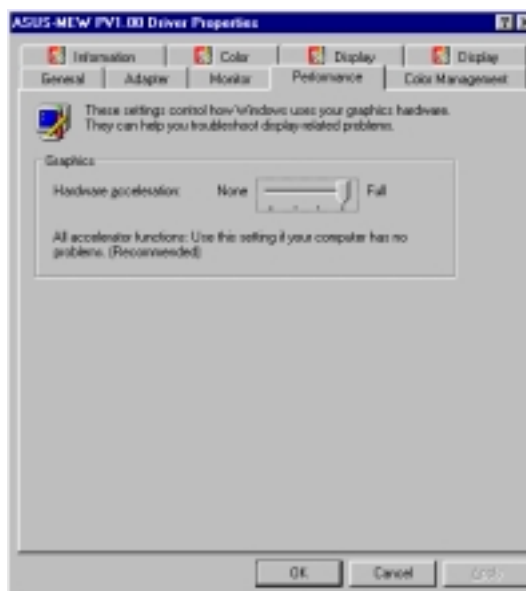 ASUS-MEW PV1.00 Driver Properties
Information Color Display Display
General Adapter Monitor Performance Color Management
These settings control how Windows uses your graphics hardware.
They can help you troubleshoot display-related problems.
Graphics
Hardware acceleration: None Full
All accelerator functions: Use this setting if your computer has no
problems. (Recommended)
OK Cancel Apply